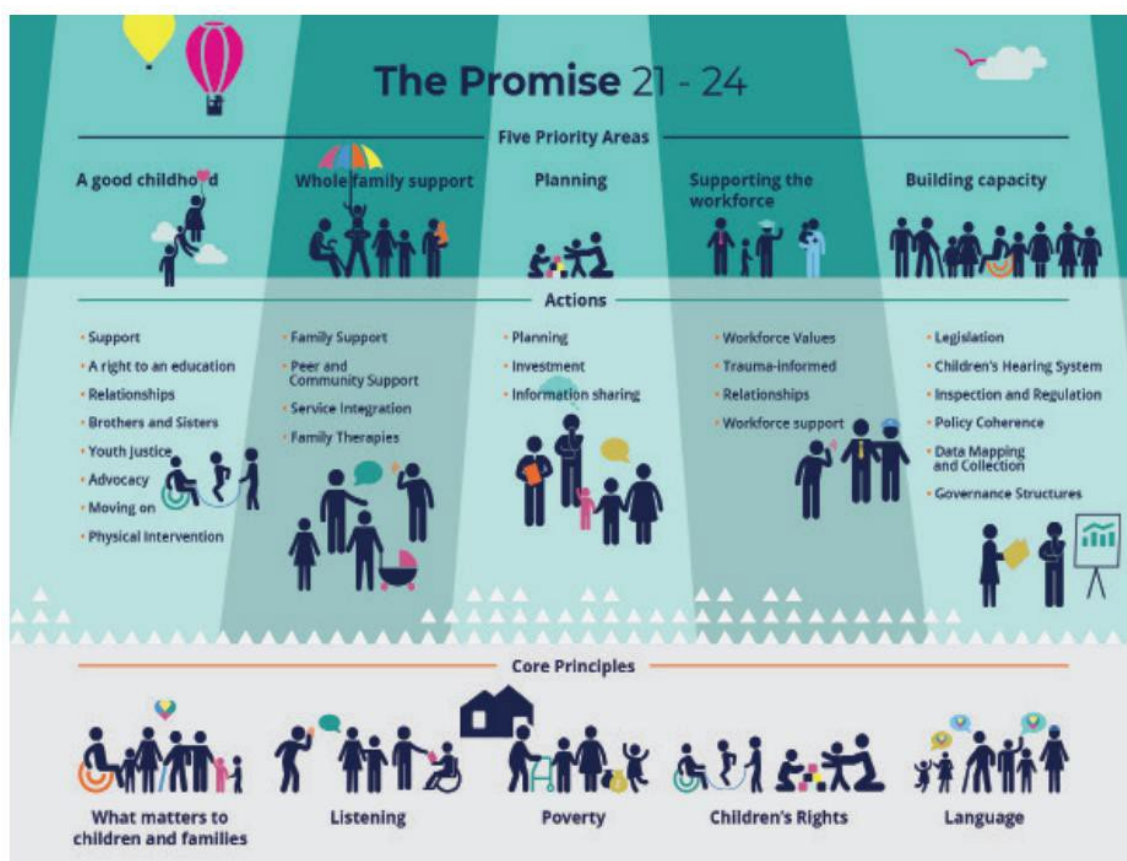 The Promise 21 - 24
Five Priority Areas
A good childhood
Whole family support
Planning
Supporting the
workforce
Building capacity
Actions
• Support
• A right to an education
• Relationships
• Brothers and Sisters
• Youth Justice
• Advocacy
• Moving on
• Physical Intervention
• Family Support
• Peer and
Community Support
• Service Integration
• Family Therapies
• Planning
• Investment
• Information sharing
• Workforce Values
• Trauma-informed
• Relationships
• Workforce support
• Legislation
• Children's Hearing System
• Inspection and Regulation
• Policy Coherence
• Data Mapping
and Collection
• Governance Structures
Core Principles
What matters to
children and families
Listening
Poverty
Children's Rights
Language